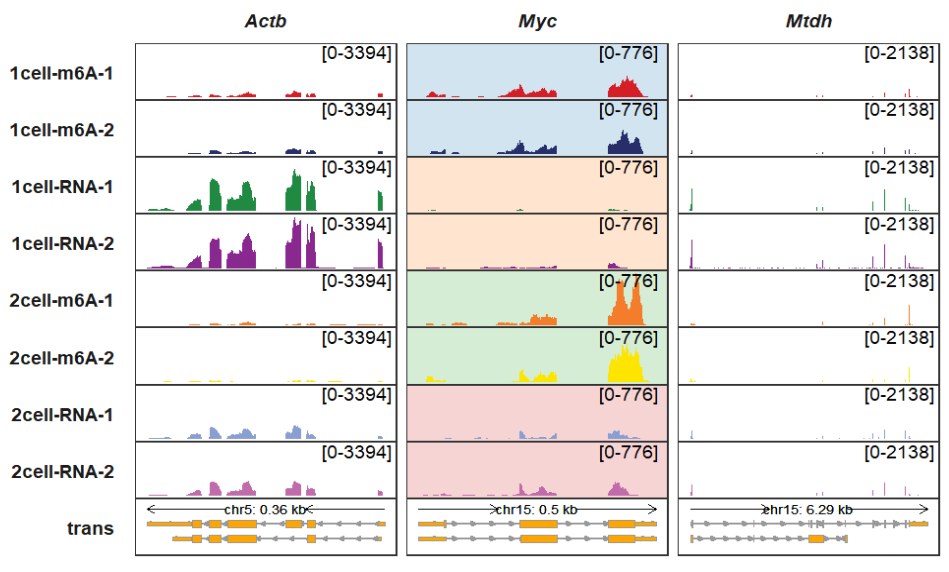 Actb Myc Mtdh
1cell-m6A-1 [0-3394] [0-776] [0-2138]
1cell-m6A-2 [0-3394] [0-776] [0-2138]
1cell-RNA-1 [0-3394] [0-776] [0-2138]
1cell-RNA-2 [0-3394] [0-776] [0-2138]
2cell-m6A-1 [0-3394] [0-776] [0-2138]
2cell-m6A-2 [0-3394] [0-776] [0-2138]
2cell-RNA-1 [0-3394] [0-776] [0-2138]
2cell-RNA-2 [0-3394] [0-776] [0-2138]
chr5: 0.36 kb chr15: 0.5 kb chr15: 6.29 kb
trans